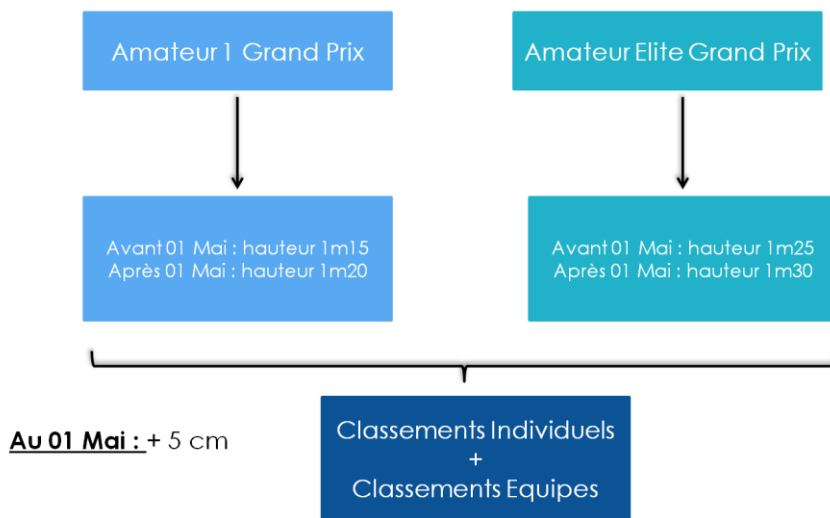 Amateur 1 Grand Prix
Amateur Elite Grand Prix
Avant 01 Mai : hauteur 1m15
Après 01 Mai : hauteur 1m20
Avant 01 Mai : hauteur 1m25
Après 01 Mai : hauteur 1m30
Au 01 Mai : + 5 cm
Classements Individuels
+
Classements Equipes